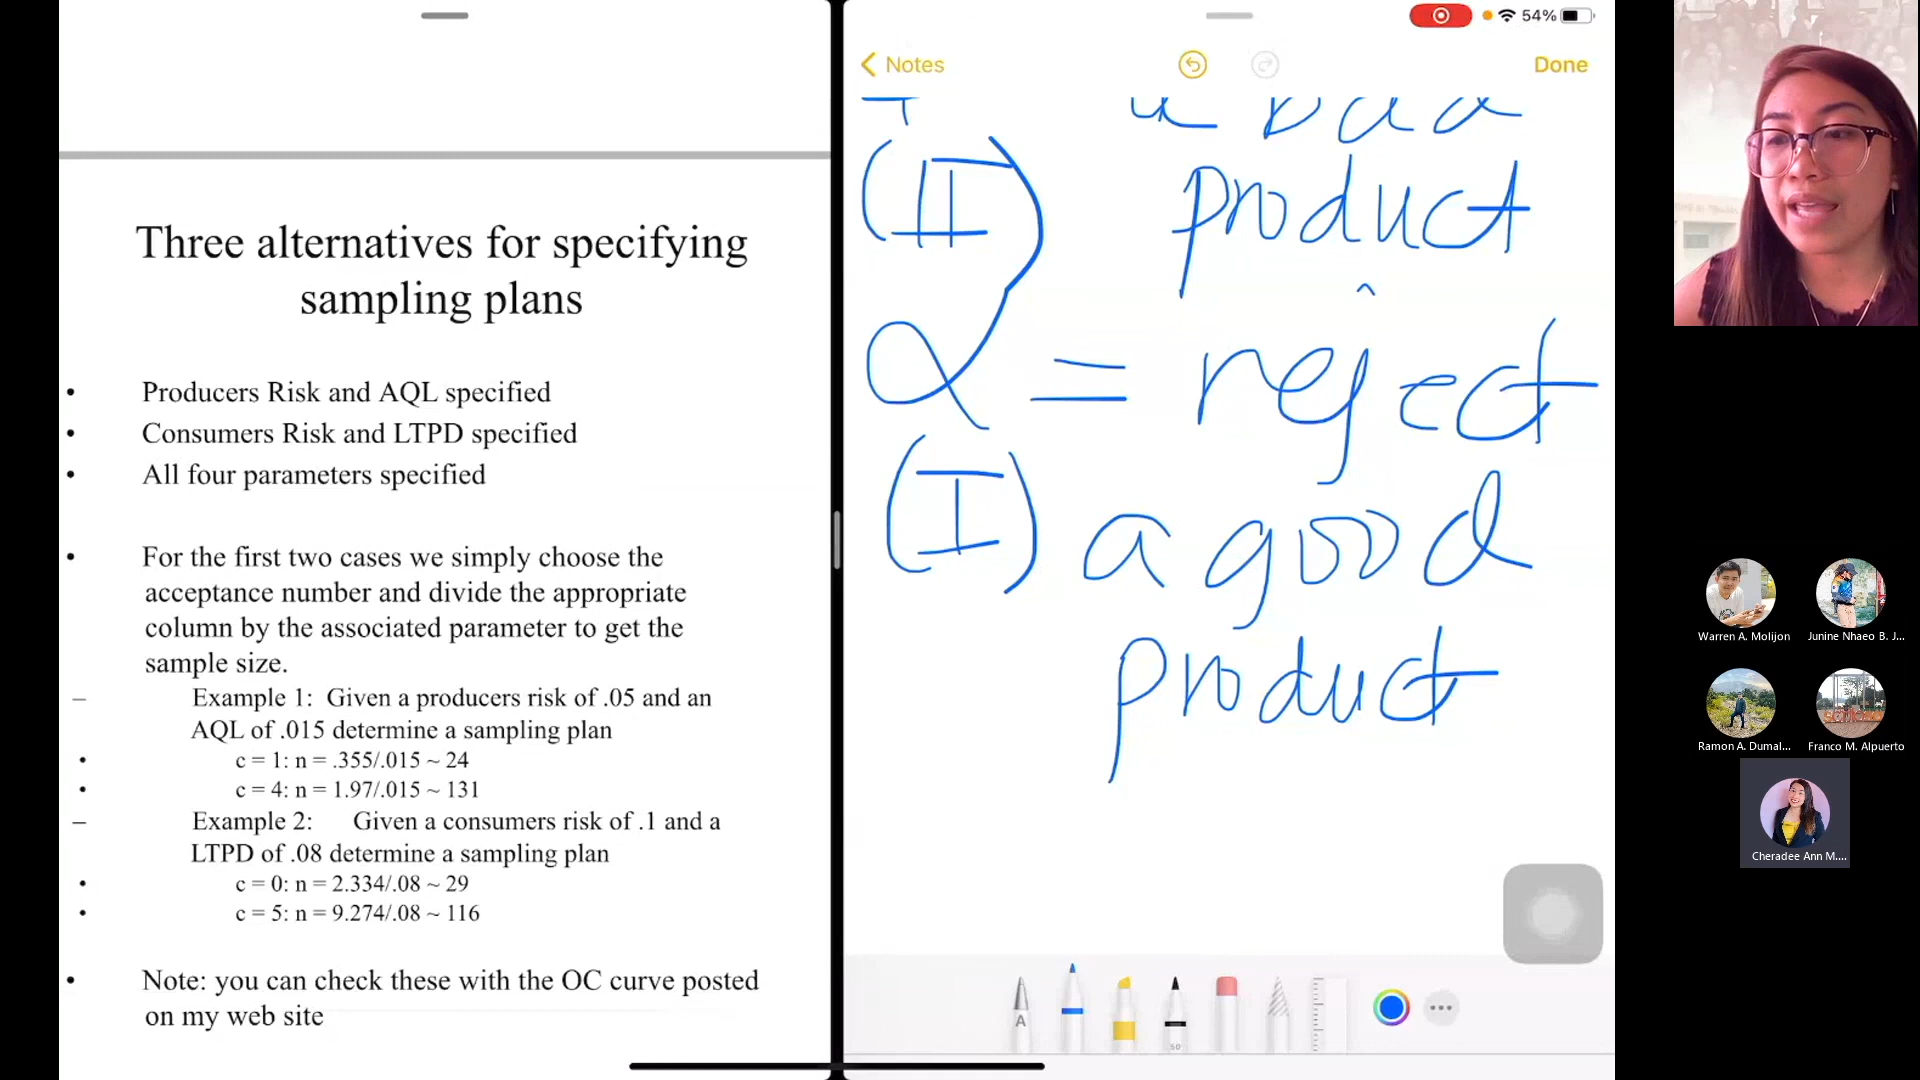 Three alternatives for specifying
sampling plans
• Producers Risk and AQL specified
• Consumers Risk and LTPD specified
• All four parameters specified
• For the first two cases we simply choose the
acceptance number and divide the appropriate
column by the associated parameter to get the
sample size.
– Example 1: Given a producers risk of .05 and an
AQL of .015 determine a sampling plan
• c = 1: n = .355/.015 ~ 24
• c = 4: n = 1.97/.015 ~ 131
– Example 2: Given a consumers risk of .1 and a
LTPD of .08 determine a sampling plan
• c = 0: n = 2.334/.08 ~ 29
• c = 5: n = 9.274/.08 ~ 116
• Note: you can check these with the OC curve posted
on my web site
54%
Notes
Done
a bad
(II) product
α = reject
(I) a good
product
A
50
Warren A. Molijon
Junine Nhaeo B. J...
Ramon A. Dumal...
Franco M. Alpuerto
Cheradee Ann M....